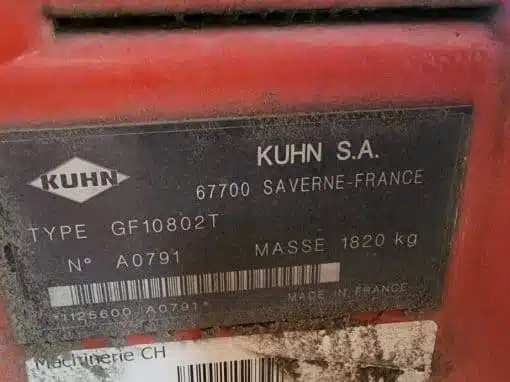 KUHN
KUHN S.A.
67700 SAVERNE-FRANCE
TYPE GF10802T
N° A0791 MASSE 1820 kg
*1125600 A0791*
MADE IN FRANCE
Machinerie CH